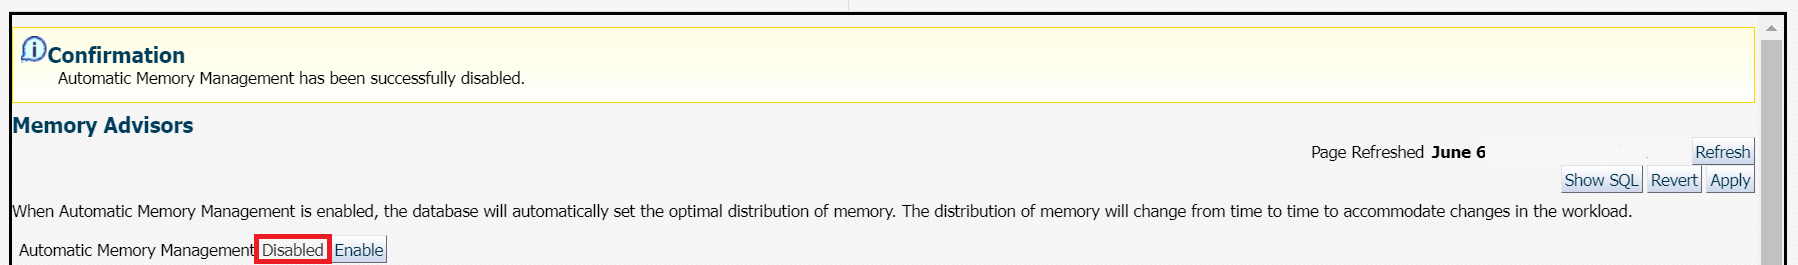 Confirmation
Automatic Memory Management has been successfully disabled.
Memory Advisors
Page Refreshed June 6 Refresh
Show SQL Revert Apply
When Automatic Memory Management is enabled, the database will automatically set the optimal distribution of memory. The distribution of memory will change from time to time to accommodate changes in the workload.
Automatic Memory Management Disabled Enable